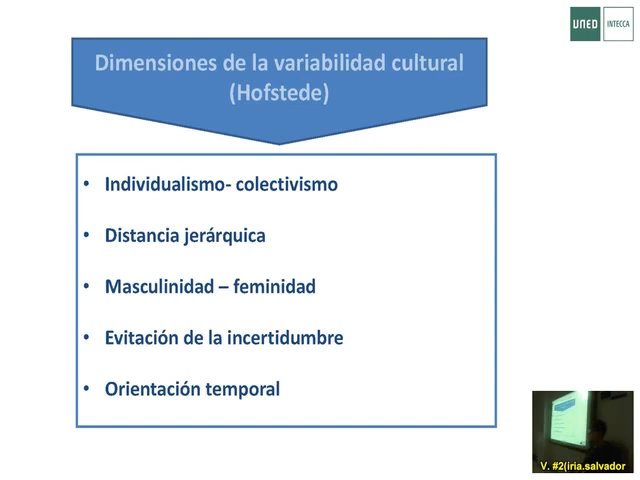 UNED
INTECCA
Dimensiones de la variabilidad cultural
(Hofstede)
• Individualismo- colectivismo
• Distancia jerárquica
• Masculinidad – feminidad
• Evitación de la incertidumbre
• Orientación temporal
V. #2(iria.salvador